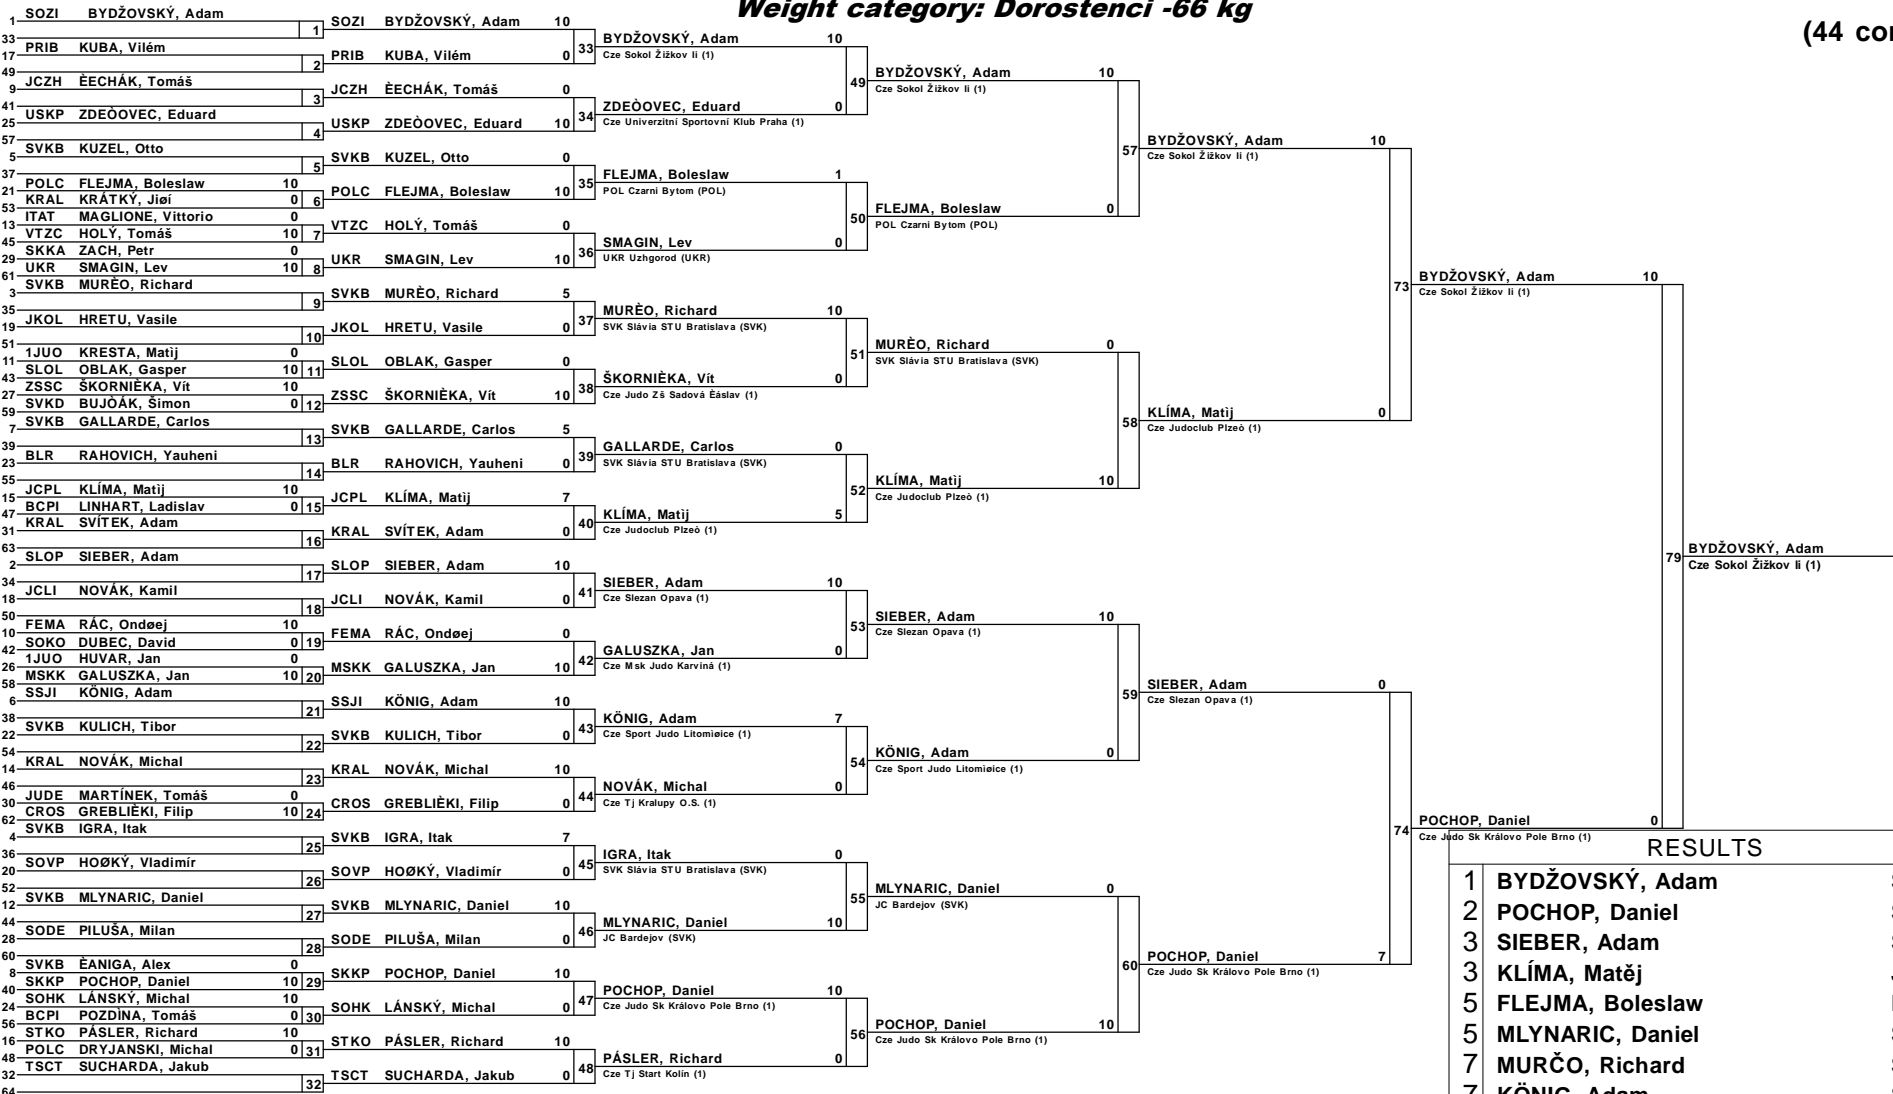 Weight category: Dorostenci -66 kg
(44 con
1 SOZI BYDŽOVSKÝ, Adam
1
33
17 PRIB KUBA, Vilém
2
49
9 JCZH ÈECHÁK, Tomáš
3
41
25 USKP ZDEÒOVEC, Eduard
4
57
5 SVKB KUZEL, Otto
5
37
21 POLC FLEJMA, Boleslaw 10
53 KRAL KRÁTKÝ, Jiøí 0 6
13 ITAT MAGLIONE, Vittorio 0
45 VTZC HOLÝ, Tomáš 10 7
29 SKKA ZACH, Petr 0
61 UKR SMAGIN, Lev 10 8
3 SVKB MURÈO, Richard
9
35
19 JKOL HRETU, Vasile
10
51
11 1JUO KRESTA, Matìj 0
43 SLOL OBLAK, Gasper 10 11
27 ZSSC ŠKORNIÈKA, Vít 10
59 SVKD BUJÒÁK, Šimon 0 12
7 SVKB GALLARDE, Carlos
13
39
23 BLR RAHOVICH, Yauheni
14
55
15 JCPL KLÍMA, Matìj 10
47 BCPI LINHART, Ladislav 0 15
31 KRAL SVÍTEK, Adam
16
63
2 SLOP SIEBER, Adam
17
34
18 JCLI NOVÁK, Kamil
18
50
10 FEMA RÁC, Ondøej 10
42 SOKO DUBEC, David 0 19
26 1JUO HUVAR, Jan 0
58 MSKK GALUSZKA, Jan 10 20
6 SSJI KÖNIG, Adam
21
38
22 SVKB KULICH, Tibor
22
54
14 KRAL NOVÁK, Michal
23
46
30 JUDE MARTÍNEK, Tomáš 0
62 CROS GREBLIÈKI, Filip 10 24
4 SVKB IGRA, Itak
25
36
20 SOVP HOØKÝ, Vladimír
26
52
12 SVKB MLYNARIC, Daniel
27
44
28 SODE PILUŠA, Milan
28
60
8 SVKB ÈANIGA, Alex 0
40 SKKP POCHOP, Daniel 10 29
24 SOHK LÁNSKÝ, Michal 10
56 BCPI POZDÌNA, Tomáš 0 30
16 STKO PÁSLER, Richard 10
48 POLC DRYJANSKI, Michal 0 31
32 TSCT SUCHARDA, Jakub
32
64
SOZI BYDŽOVSKÝ, Adam 10
PRIB KUBA, Vilém 0 33
JCZH ÈECHÁK, Tomáš 0
USKP ZDEÒOVEC, Eduard 10 34
SVKB KUZEL, Otto 0
POLC FLEJMA, Boleslaw 10 35
VTZC HOLÝ, Tomáš 0
UKR SMAGIN, Lev 10 36
SVKB MURÈO, Richard 5
JKOL HRETU, Vasile 0 37
SLOL OBLAK, Gasper 0
ZSSC ŠKORNIÈKA, Vít 10 38
SVKB GALLARDE, Carlos 5
BLR RAHOVICH, Yauheni 0 39
JCPL KLÍMA, Matìj 7
KRAL SVÍTEK, Adam 0 40
SLOP SIEBER, Adam 10
JCLI NOVÁK, Kamil 0 41
FEMA RÁC, Ondøej 0
MSKK GALUSZKA, Jan 10 42
SSJI KÖNIG, Adam 10
SVKB KULICH, Tibor 0 43
KRAL NOVÁK, Michal 10
CROS GREBLIÈKI, Filip 0 44
SVKB IGRA, Itak 7
SOVP HOØKÝ, Vladimír 0 45
SVKB MLYNARIC, Daniel 10
SODE PILUŠA, Milan 0 46
SKKP POCHOP, Daniel 10
SOHK LÁNSKÝ, Michal 0 47
STKO PÁSLER, Richard 10
TSCT SUCHARDA, Jakub 0 48
BYDŽOVSKÝ, Adam 10
Cze Sokol Žižkov Ii (1)
49
ZDEÒOVEC, Eduard 0
Cze Univerzitní Sportovní Klub Praha (1)
FLEJMA, Boleslaw 1
POL Czarni Bytom (POL)
50
SMAGIN, Lev 0
UKR Uzhgorod (UKR)
MURÈO, Richard 10
SVK Slávia STU Bratislava (SVK)
51
ŠKORNIÈKA, Vít 0
Cze Judo Zš Sadová Èáslav (1)
GALLARDE, Carlos 0
SVK Slávia STU Bratislava (SVK)
52
KLÍMA, Matìj 5
Cze Judoclub Plzeò (1)
SIEBER, Adam 10
Cze Slezan Opava (1)
53
GALUSZKA, Jan 0
Cze Msk Judo Karviná (1)
KÖNIG, Adam 7
Cze Sport Judo Litomìøice (1)
54
NOVÁK, Michal 0
Cze Tj Kralupy O.S. (1)
IGRA, Itak 0
SVK Slávia STU Bratislava (SVK)
55
MLYNARIC, Daniel 10
JC Bardejov (SVK)
POCHOP, Daniel 10
Cze Judo Sk Královo Pole Brno (1)
56
PÁSLER, Richard 0
Cze Tj Start Kolín (1)
BYDŽOVSKÝ, Adam 10
Cze Sokol Žižkov Ii (1)
57
FLEJMA, Boleslaw 0
POL Czarni Bytom (POL)
MURÈO, Richard 0
SVK Slávia STU Bratislava (SVK)
58
KLÍMA, Matìj 10
Cze Judoclub Plzeò (1)
SIEBER, Adam 10
Cze Slezan Opava (1)
59
KÖNIG, Adam 0
Cze Sport Judo Litomìøice (1)
MLYNARIC, Daniel 0
JC Bardejov (SVK)
60
POCHOP, Daniel 10
Cze Judo Sk Královo Pole Brno (1)
BYDŽOVSKÝ, Adam 10
Cze Sokol Žižkov Ii (1)
73
KLÍMA, Matìj 0
Cze Judoclub Plzeò (1)
SIEBER, Adam 0
Cze Slezan Opava (1)
74
POCHOP, Daniel 7
Cze Judo Sk Královo Pole Brno (1)
BYDŽOVSKÝ, Adam 10
Cze Sokol Žižkov Ii (1)
79
POCHOP, Daniel 0
Cze Judo Sk Královo Pole Brno (1)
BYDŽOVSKÝ, Adam
Cze Sokol Žižkov Ii (1)
RESULTS
1 BYDŽOVSKÝ, Adam
2 POCHOP, Daniel
3 SIEBER, Adam
3 KLÍMA, Matěj
5 FLEJMA, Boleslaw
5 MLYNARIC, Daniel
7 MURČO, Richard
7 KÖNIG, Adam